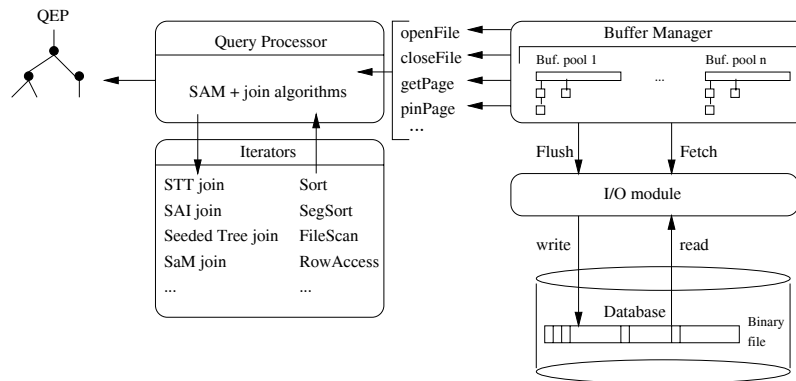 QEP
Query Processor
SAM + join algorithms
Iterators
STT join
SAI join
Seeded Tree join
SaM join
...
Sort
SegSort
FileScan
RowAccess
...
openFile
closeFile
getPage
pinPage
...
Buffer Manager
Buf. pool 1
...
Buf. pool n
Flush
Fetch
I/O module
write
read
Database
Binary
file